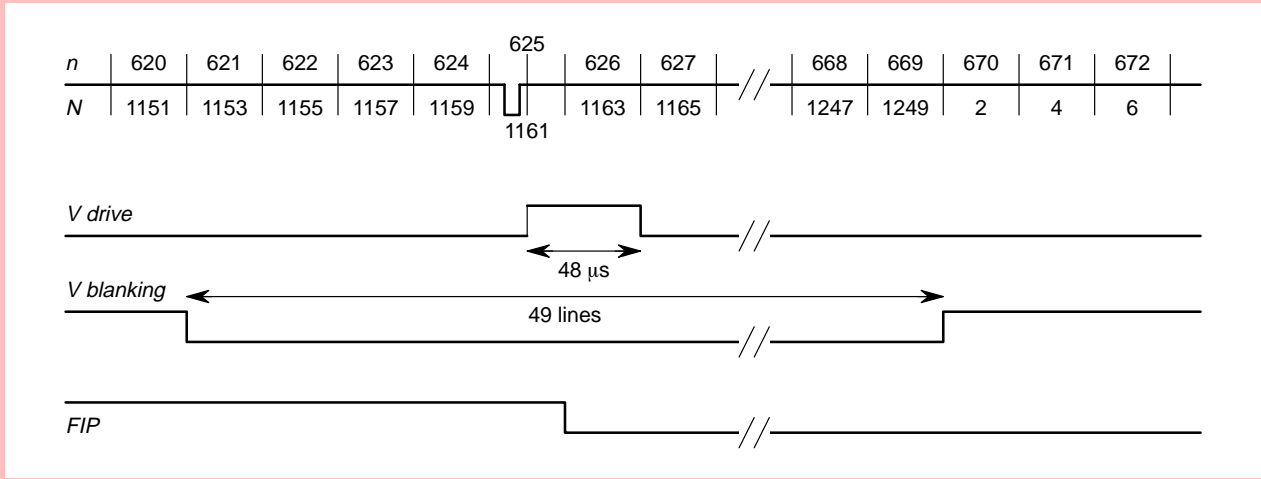 625
n 620 621 622 623 624 626 627 668 669 670 671 672
N 1151 1153 1155 1157 1159 1163 1165 1247 1249 2 4 6
1161
V drive
48 μs
V blanking
49 lines
FIP